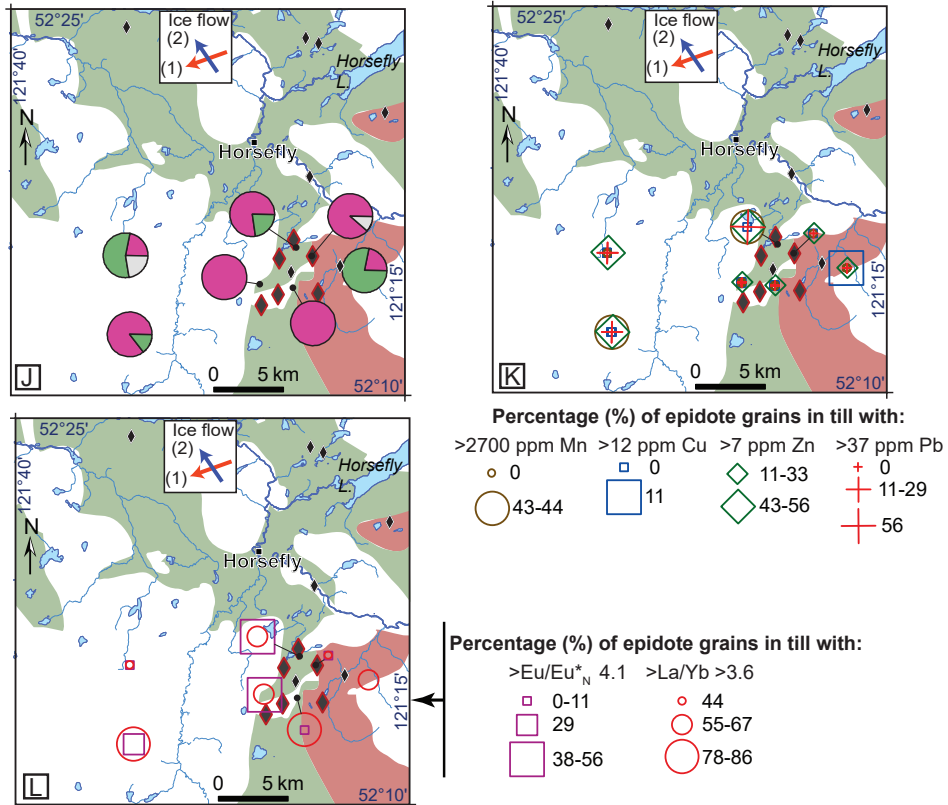 52°25'
Ice flow
(2)
(1)
121°40'
Horsefly
L.
N
Horsefly
121°15'
J
0 5 km
52°10'
52°25'
Ice flow
(2)
(1)
121°40'
Horsefly
L.
N
Horsefly
121°15'
K
0 5 km
52°10'
Percentage (%) of epidote grains in till with:
>2700 ppm Mn >12 ppm Cu >7 ppm Zn >37 ppm Pb
0 0 11-33 0
43-44 11 43-56 11-29
56
52°25'
Ice flow
(2)
(1)
121°40'
Horsefly
L.
N
Horsefly
121°15'
L
0 5 km
52°10'
Percentage (%) of epidote grains in till with:
>Eu/Eu*N 4.1 >La/Yb >3.6
0-11 44
29 55-67
38-56 78-86